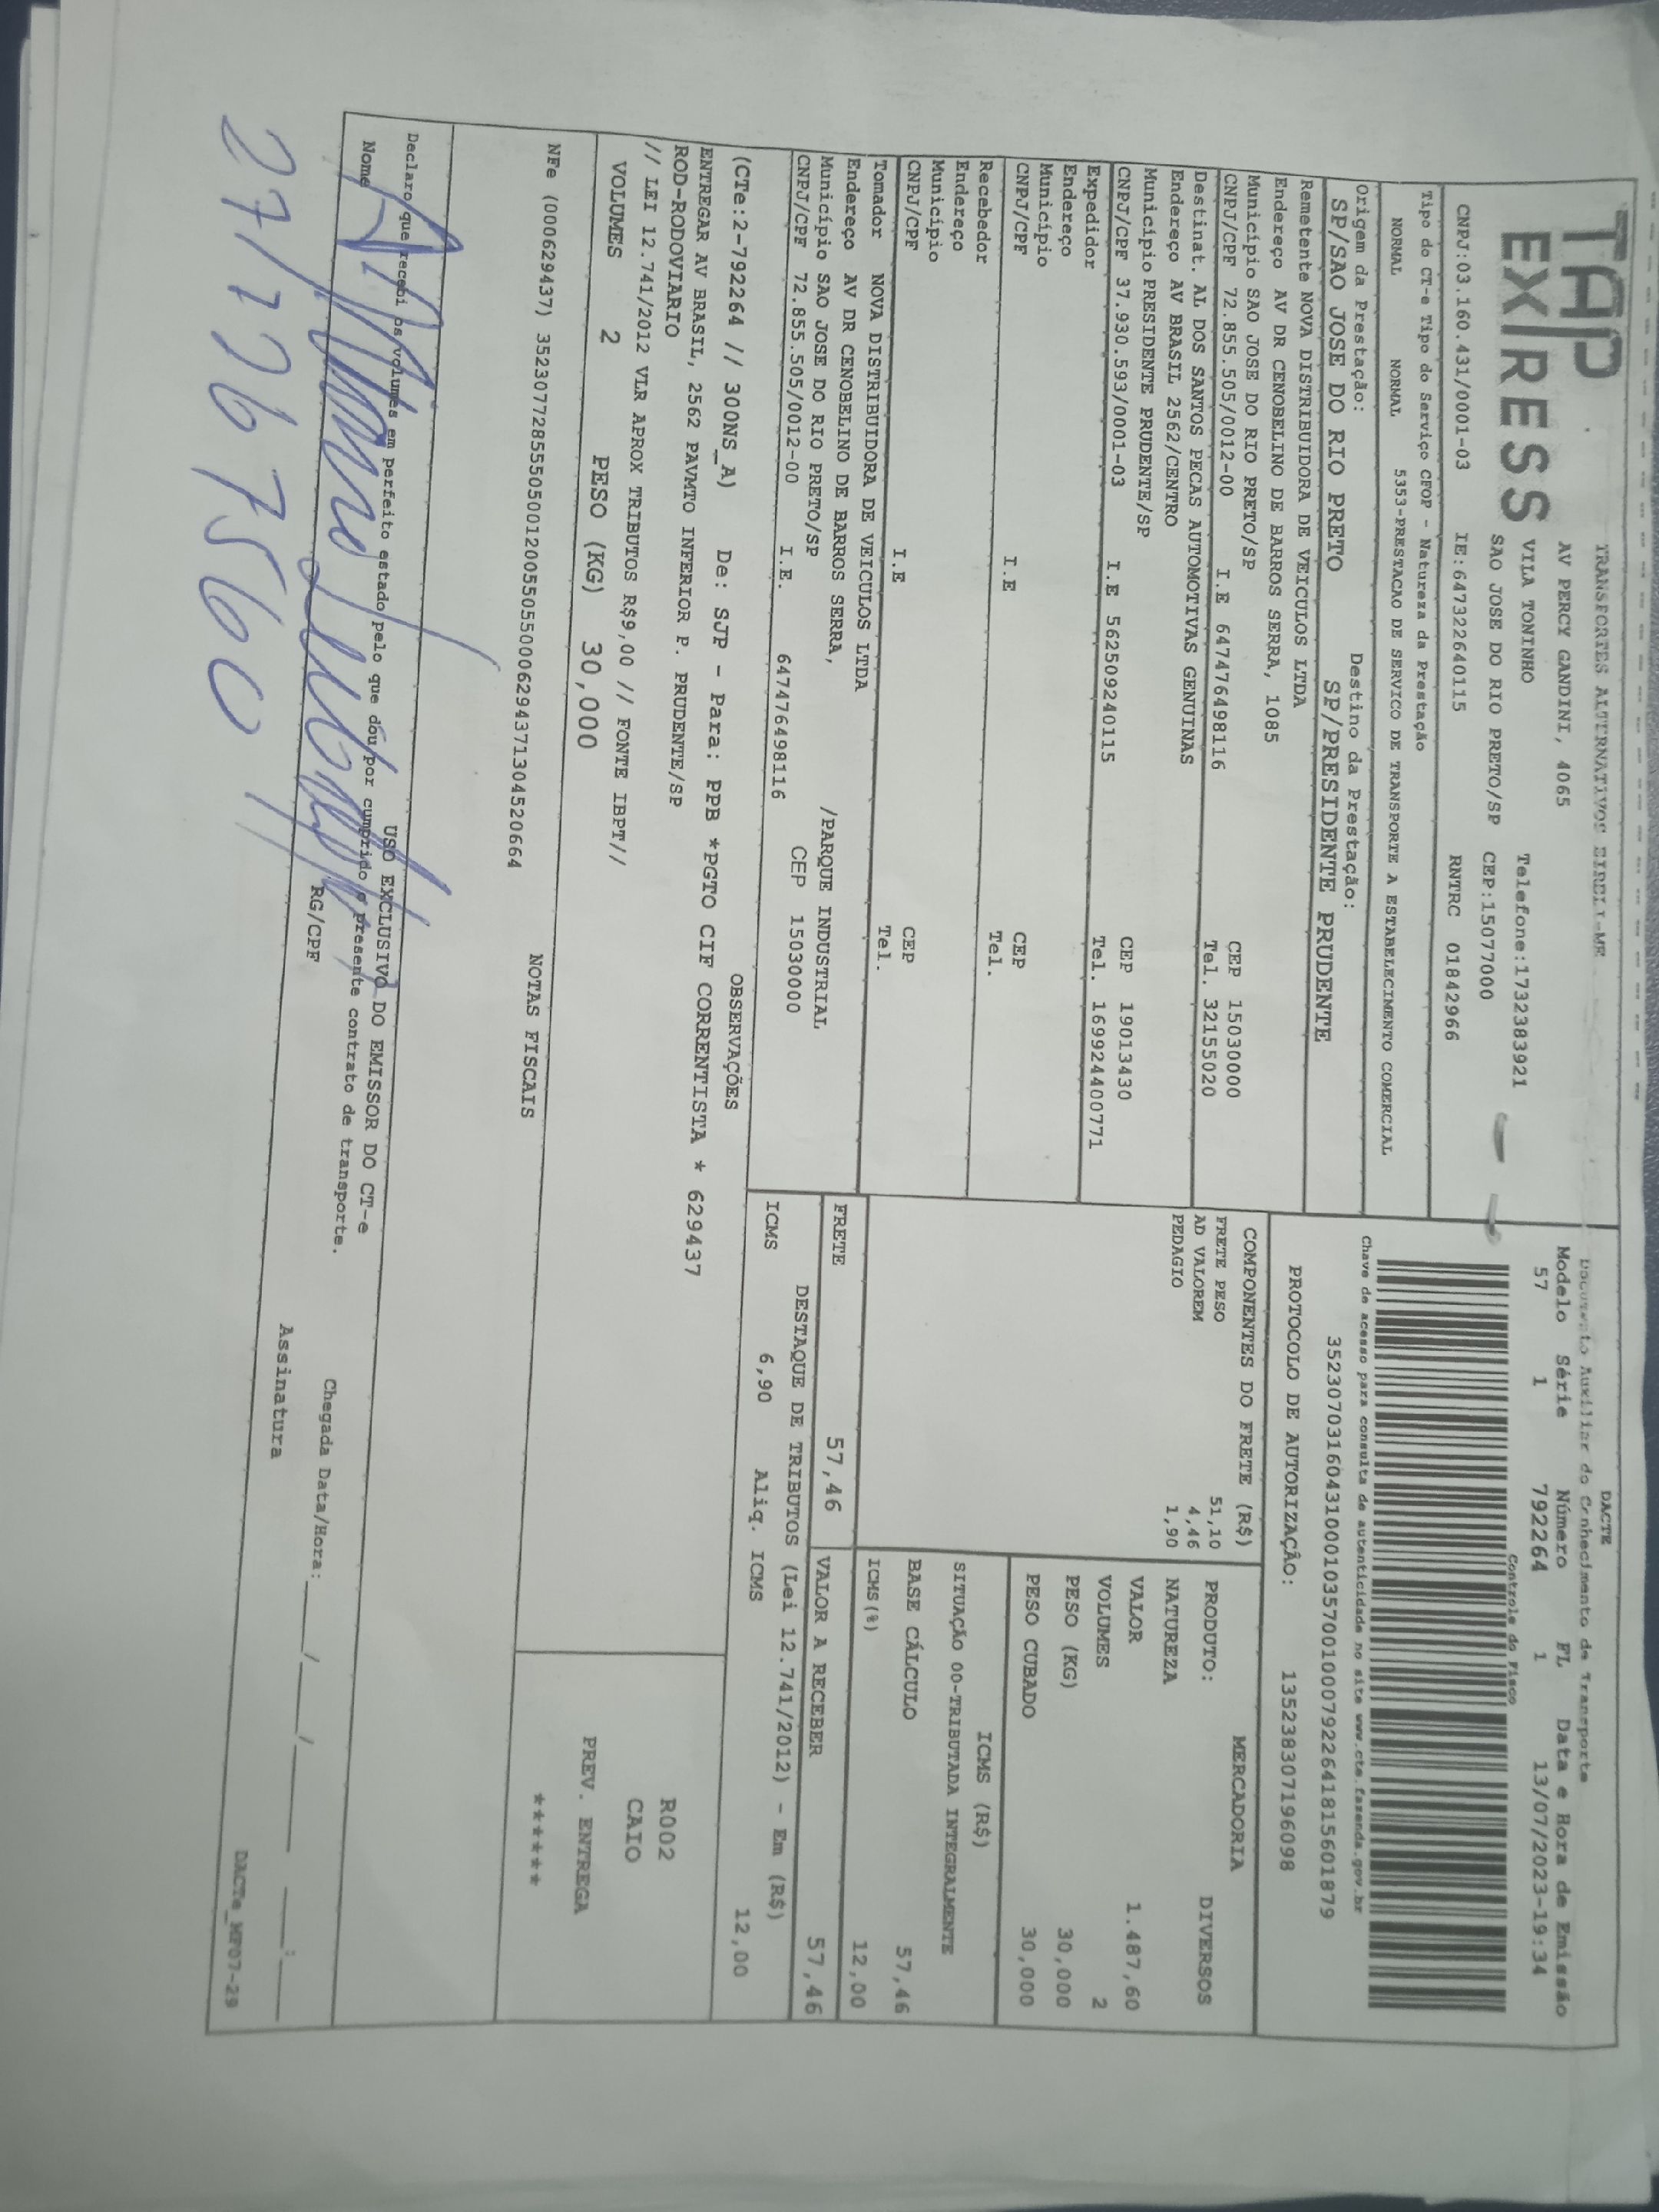 TAP
EX/RESS
TRANSPORTES ALTERNATIVOS EIRELI-ME
AV PERCY GANDINI, 4065
VILA TONINHO
Telefone:1732383921
SAO JOSE DO RIO PRETO/SP CEP:15077000
CNPJ:03.160.431/0001-03 IE:647322640115 RNTRC 01842966
DACTE
Documento Auxiliar do Conhecimento de Transporte
Modelo Série Número FL Data e Hora de Emissão
57 1 792264 1 13/07/2023-19:34
Controle do Fisco
Tipo do CT-e Tipo do Serviço CFOP - Natureza da Prestação
NORMAL NORMAL 5353-PRESTACAO DE SERVICO DE TRANSPORTE A ESTABELECIMENTO COMERCIAL
Chave de acesso para consulta de autenticidade no site www.cte.fazenda.gov.br
35230703160431000103570010007922641815601879
Origem da Prestação: Destino da Prestação:
SP/SAO JOSE DO RIO PRETO SP/PRESIDENTE PRUDENTE
PROTOCOLO DE AUTORIZAÇÃO: 135238307196098
Remetente NOVA DISTRIBUIDORA DE VEICULOS LTDA
Endereço AV DR CENOBELINO DE BARROS SERRA, 1085
Município SAO JOSE DO RIO PRETO/SP CEP 15030000
CNPJ/CPF 72.855.505/0012-00 I.E 647476498116 Tel. 32155020
Destinat. AL DOS SANTOS PECAS AUTOMOTIVAS GENUINAS
Endereço AV BRASIL 2562/CENTRO
Município PRESIDENTE PRUDENTE/SP CEP 19013430
CNPJ/CPF 37.930.593/0001-03 I.E 562509240115 Tel. 169924400771
Expedidor
Endereço
Município CEP
CNPJ/CPF I.E Tel.
Recebedor
Endereço
Município CEP
CNPJ/CPF I.E Tel.
Tomador NOVA DISTRIBUIDORA DE VEICULOS LTDA
Endereço AV DR CENOBELINO DE BARROS SERRA,
Município SAO JOSE DO RIO PRETO/SP /PARQUE INDUSTRIAL
CNPJ/CPF 72.855.505/0012-00 I.E. 647476498116 CEP 15030000
COMPONENTES DO FRETE (R$)
FRETE PESO 51,10
AD VALOREM 4,46
PEDAGIO 1,90
MERCADORIA
PRODUTO: DIVERSOS
NATUREZA
VALOR 1.487,60
VOLUMES 2
PESO (KG) 30,000
PESO CUBADO 30,000
ICMS (R$)
SITUAÇÃO 00-TRIBUTADA INTEGRALMENTE
BASE CÁLCULO 57,46
ICMS(%) 12,00
FRETE 57,46 VALOR A RECEBER 57,46
DESTAQUE DE TRIBUTOS (Lei 12.741/2012) - Em (R$)
ICMS 6,90 Aliq. ICMS 12,00
OBSERVAÇÕES
(CTe:2-792264 // 300NS_A) De: SJP - Para: PPB *PGTO CIF CORRENTISTA * 629437
ENTREGAR AV BRASIL, 2562 PAVMTO INFERIOR P. PRUDENTE/SP
ROD-RODOVIARIO
// LEI 12.741/2012 VLR APROX TRIBUTOS R$9,00 // FONTE IBPT//
VOLUMES 2 PESO (KG) 30,000
R002
CAIO
PREV. ENTREGA
******
NOTAS FISCAIS
NFe (000629437) 35230772855505001200550550006294371304520664
USO EXCLUSIVO DO EMISSOR DO CT-e
Declaro que recebi os volumes em perfeito estado pelo que dou por cumprido o presente contrato de transporte.
Nome RG/CPF Chegada Data/Hora: ____/____/____ ____:____
Assinatura
DACTe_MF07-29